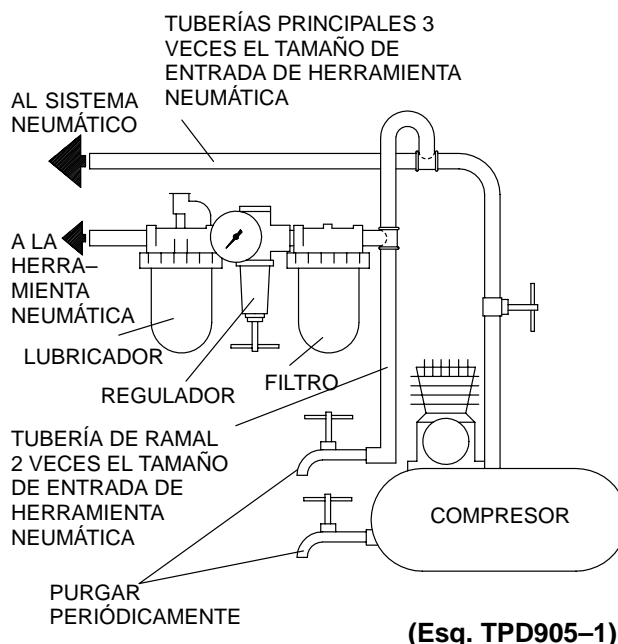 TUBERÍAS PRINCIPALES 3
VECES EL TAMAÑO DE
ENTRADA DE HERRAMIENTA
NEUMÁTICA
AL SISTEMA
NEUMÁTICO
A LA
HERRA–
MIENTA
NEUMÁTICA
LUBRICADOR
REGULADOR
FILTRO
TUBERÍA DE RAMAL
2 VECES EL TAMAÑO
DE ENTRADA DE
HERRAMIENTA
NEUMÁTICA
COMPRESOR
PURGAR
PERIÓDICAMENTE
(Esq. TPD905–1)